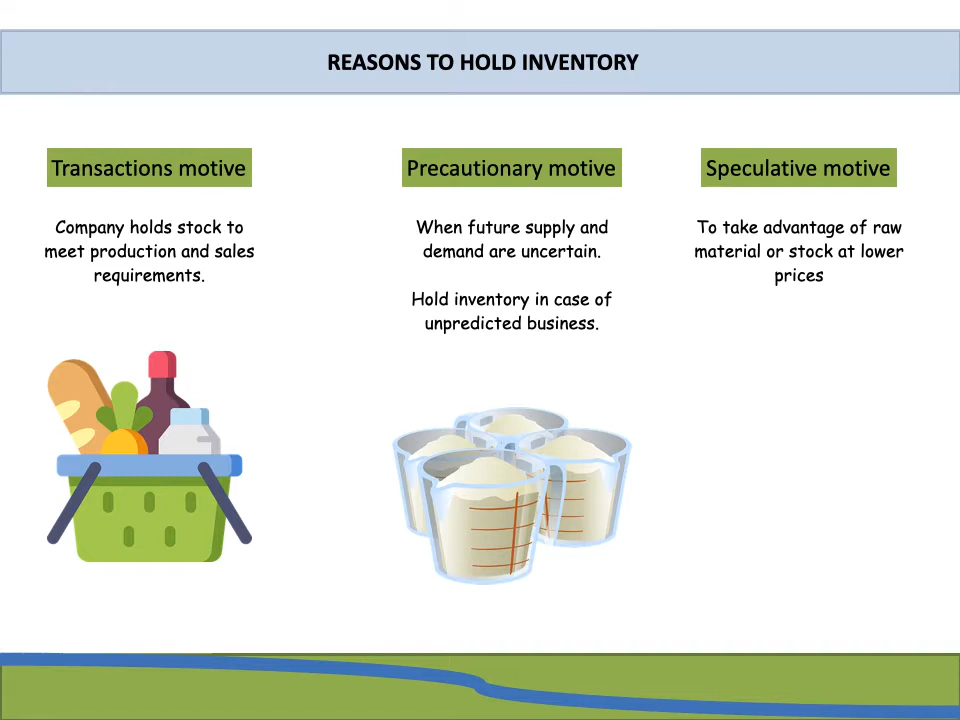 REASONS TO HOLD INVENTORY
Transactions motive
Company holds stock to
meet production and sales
requirements.
Precautionary motive
When future supply and
demand are uncertain.
Hold inventory in case of
unpredicted business.
Speculative motive
To take advantage of raw
material or stock at lower
prices